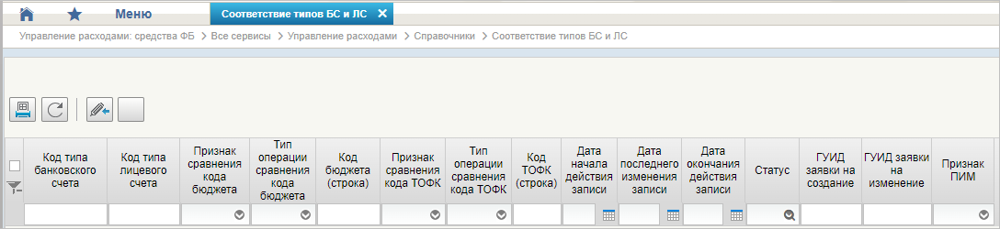 Меню
Соответствие типов БС и ЛС
Управление расходами: средства ФБ > Все сервисы > Управление расходами > Справочники > Соответствие типов БС и ЛС
Код типа
банковского
счета
Код типа
лицевого
счета
Признак
сравнения
кода
бюджета
Тип
операции
сравнения
кода
бюджета
Код
бюджета
(строка)
Признак
сравнения
кода ТОФК
Тип
операции
сравнения
кода ТОФК
Код
ТОФК
(строка)
Дата
начала
действия
записи
Дата
последнего
изменения
записи
Дата
окончания
действия
записи
Статус
ГУИД
заявки на
создание
ГУИД заявки
на
изменение
Признак
ПИМ